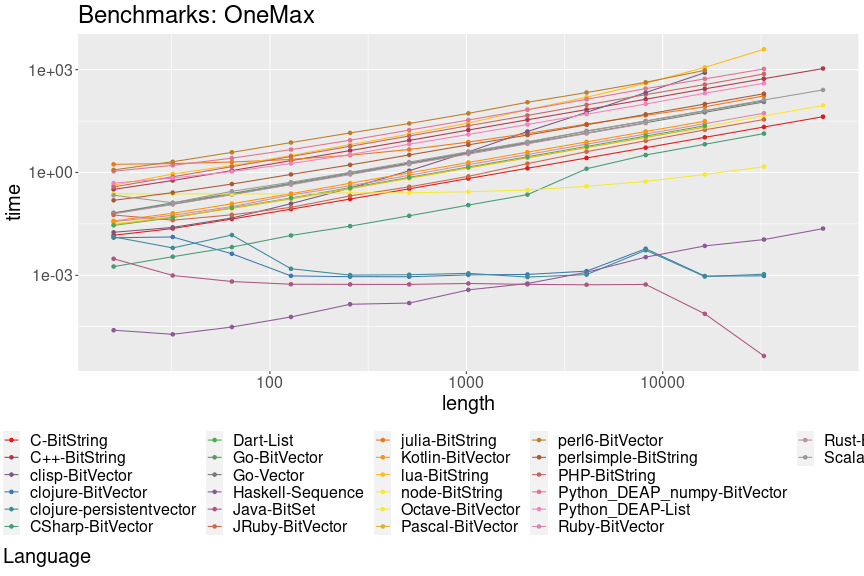 Benchmarks: OneMax
1e+03
1e+00
1e-03
time
100 1000 10000
length
C-BitString Dart-List julia-BitString perl6-BitVector Rust-
C++-BitString Go-BitVector Kotlin-BitVector perlsimple-BitString Scala
clisp-BitVector Go-Vector lua-BitString PHP-BitString
clojure-BitVector Haskell-Sequence node-BitString Python_DEAP_numpy-BitVector
clojure-persistentvector Java-BitSet Octave-BitVector Python_DEAP-List
CSharp-BitVector JRuby-BitVector Pascal-BitVector Ruby-BitVector
Language